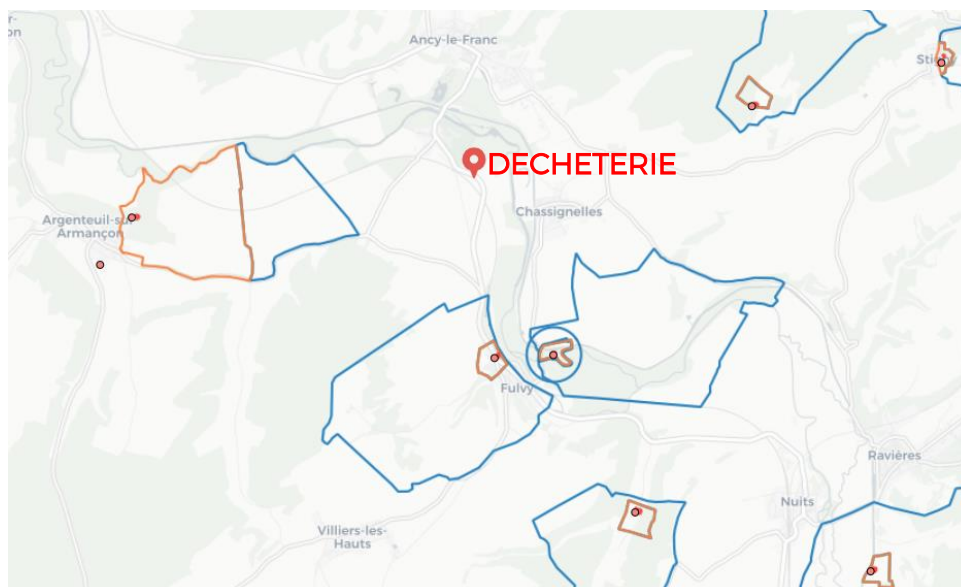 Ancy-le-Franc
DECHETERIE
Argenteuil-sur-
Armançon
Chassignelles
Fulvy
Ravières
Nuits
Villiers-les-
Hauts